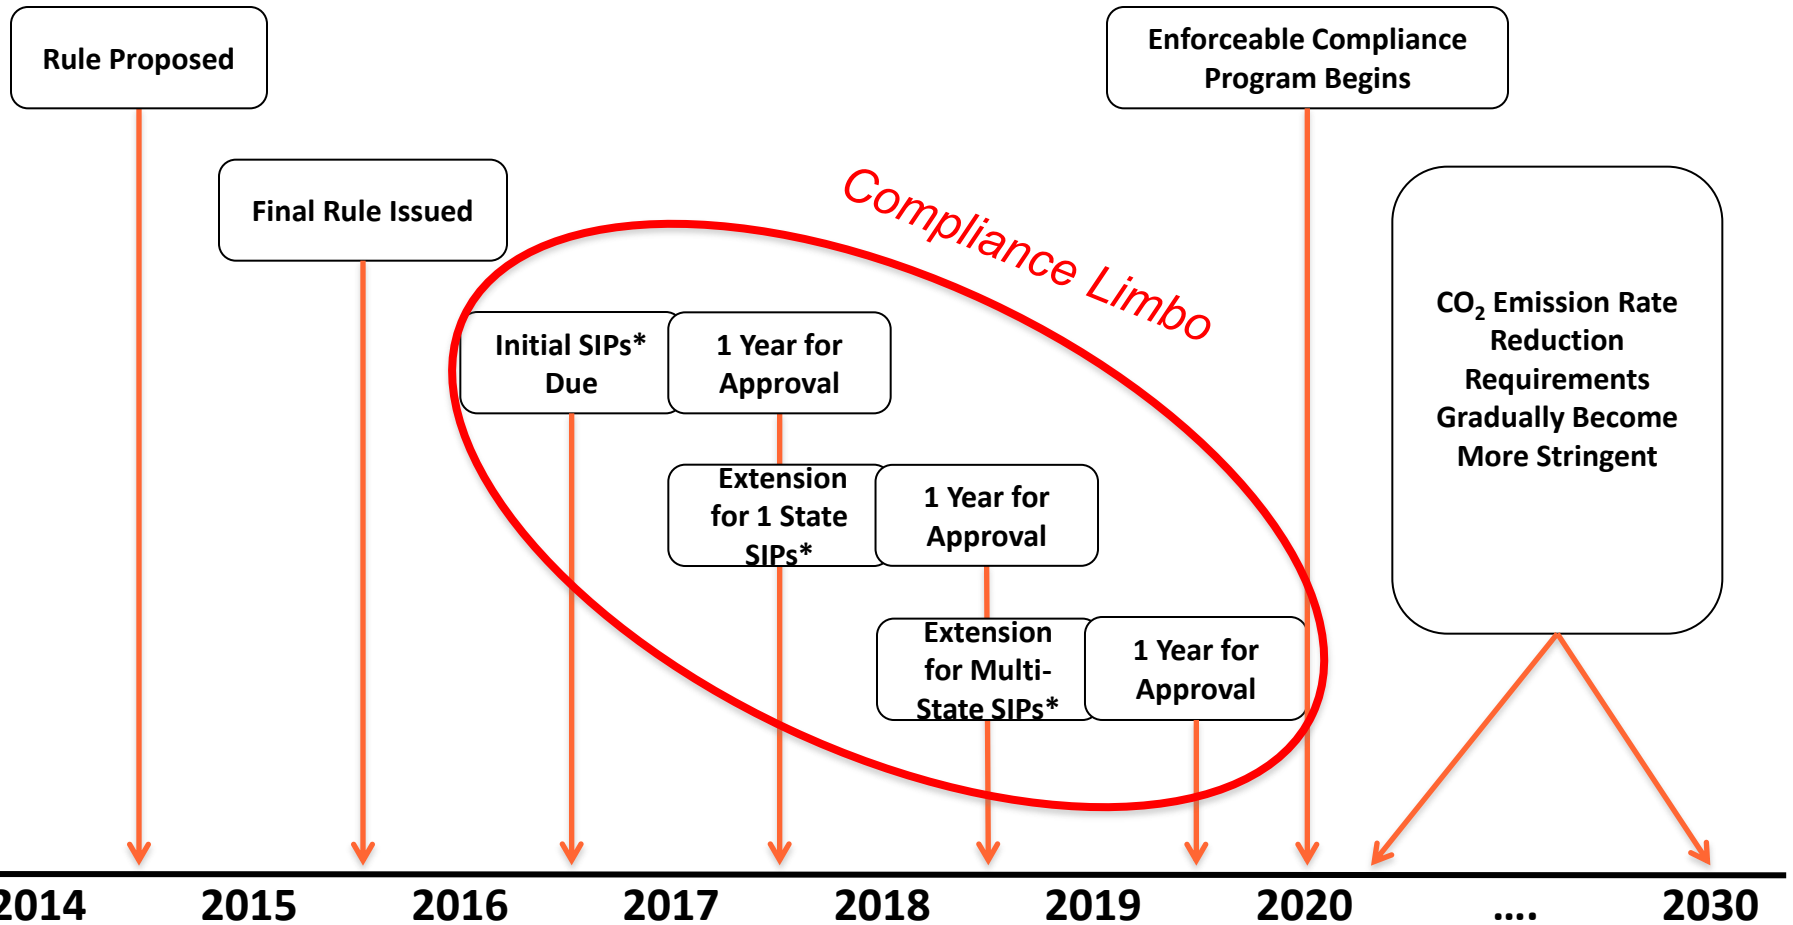 Rule Proposed
Enforceable Compliance
Program Begins
Final Rule Issued
Compliance Limbo
Initial SIPs*
Due
1 Year for
Approval
CO₂ Emission Rate
Reduction
Requirements
Gradually Become
More Stringent
Extension
for 1 State
SIPs*
1 Year for
Approval
Extension
for Multi-
State SIPs*
1 Year for
Approval
2014 2015 2016 2017 2018 2019 2020 .... 2030